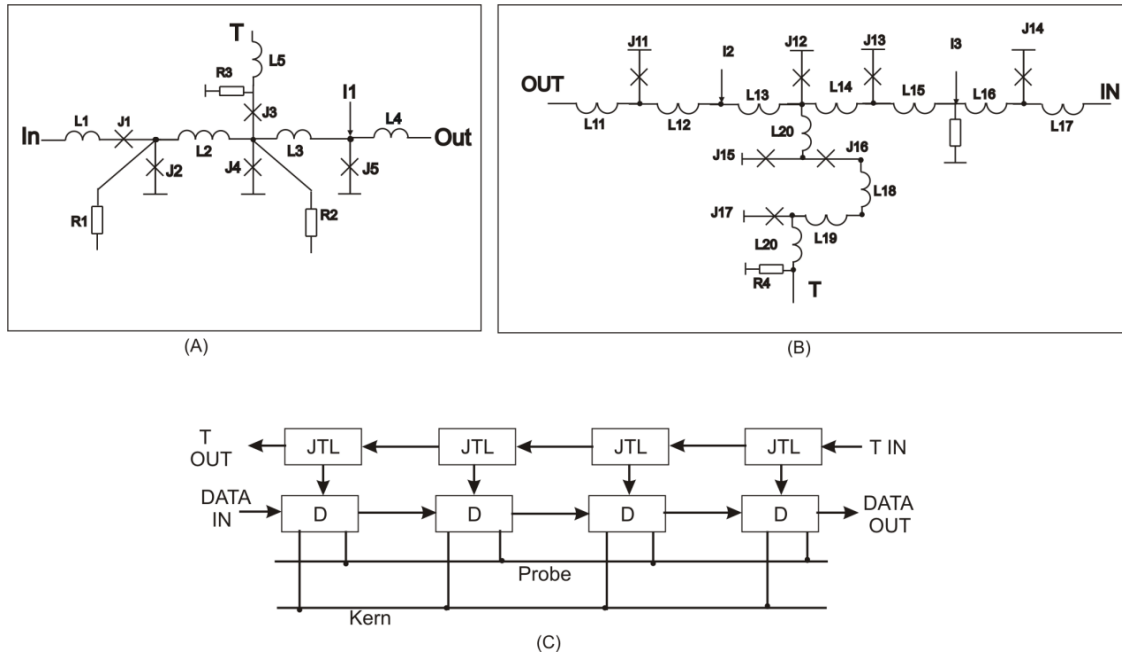 T
L5
R3
J3
I1
In
L1
J1
L2
L3
L4
Out
J2
J4
J5
R1
R2
(A)
J11
I2
J12
J13
I3
J14
OUT
L11
L12
L13
L14
L15
L16
L17
IN
L20
J15
J16
L18
J17
L19
L20
R4
T
(B)
T OUT
JTL
JTL
JTL
JTL
T IN
DATA IN
D
D
D
D
DATA OUT
Probe
Kern
(C)